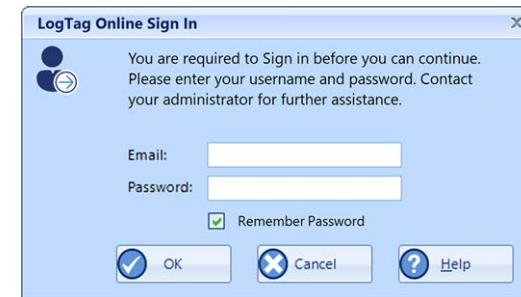 LogTag Online Sign In
You are required to Sign in before you can continue.
Please enter your username and password. Contact
your administrator for further assistance.
Email:
Password:
Remember Password
OK
Cancel
Help